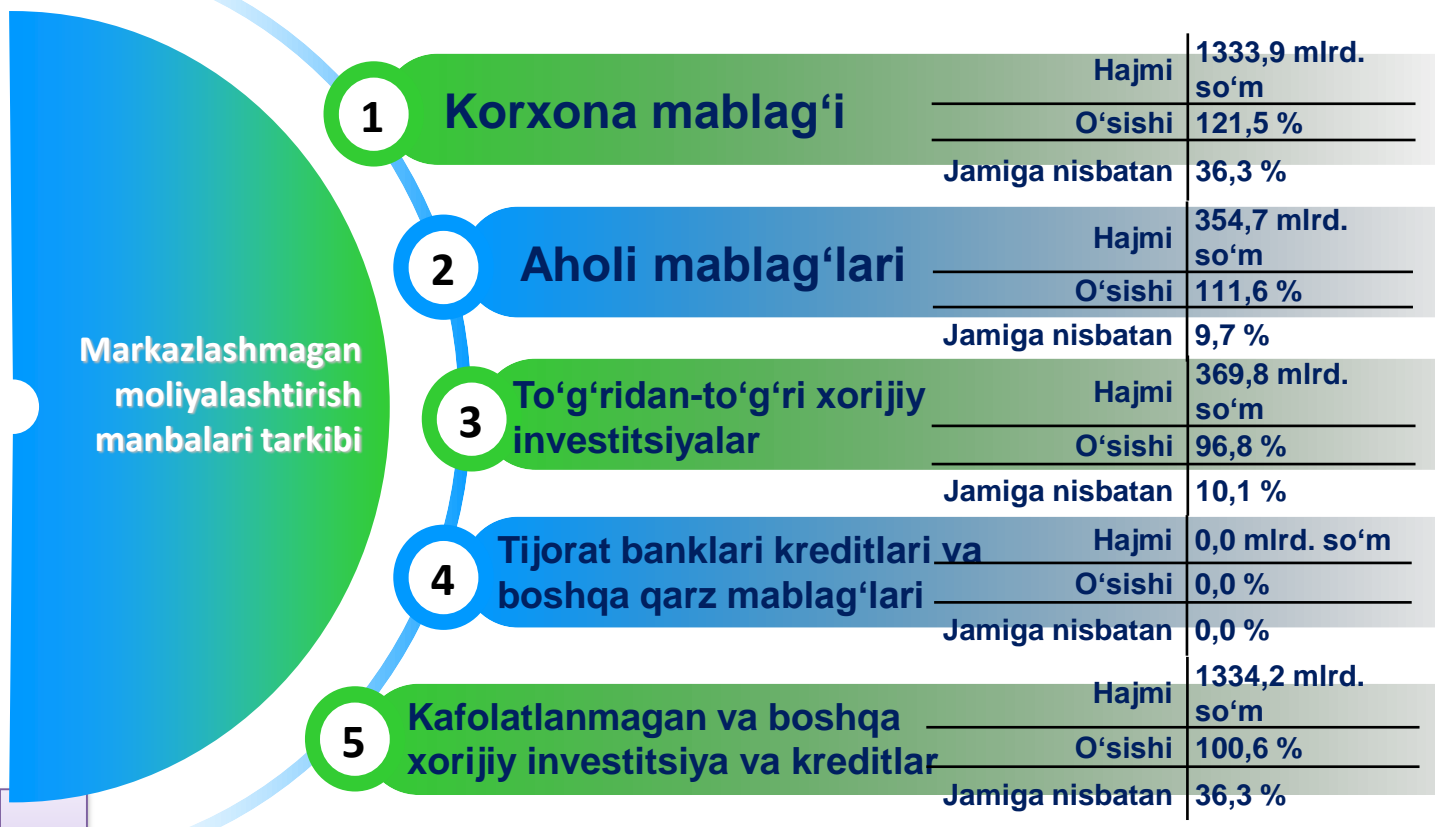 Markazlashmagan
moliyalashtirish
manbalari tarkibi
1
Korxona mablag‘i
Hajmi
1333,9 mlrd.
so‘m
O‘sishi
121,5 %
Jamiga nisbatan
36,3 %
2
Aholi mablag‘lari
Hajmi
354,7 mlrd.
so‘m
O‘sishi
111,6 %
Jamiga nisbatan
9,7 %
3
To‘g‘ridan-to‘g‘ri xorijiy
investitsiyalar
Hajmi
369,8 mlrd.
so‘m
O‘sishi
96,8 %
Jamiga nisbatan
10,1 %
4
Tijorat banklari kreditlari va
boshqa qarz mablag‘lari
Hajmi
0,0 mlrd. so‘m
O‘sishi
0,0 %
Jamiga nisbatan
0,0 %
5
Kafolatlanmagan va boshqa
xorijiy investitsiya va kreditlar
Hajmi
1334,2 mlrd.
so‘m
O‘sishi
100,6 %
Jamiga nisbatan
36,3 %